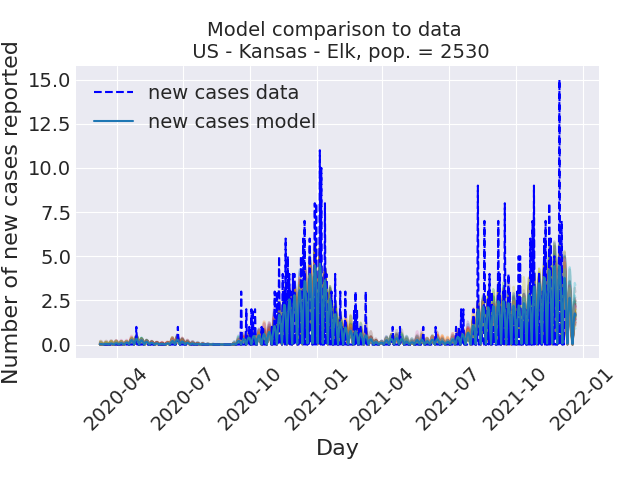 Model comparison to data
US - Kansas - Elk, pop. = 2530
Number of new cases reported
15.0
12.5
10.0
7.5
5.0
2.5
0.0
new cases data
new cases model
2020-04
2020-07
2020-10
2021-01
2021-04
2021-07
2021-10
2022-01
Day